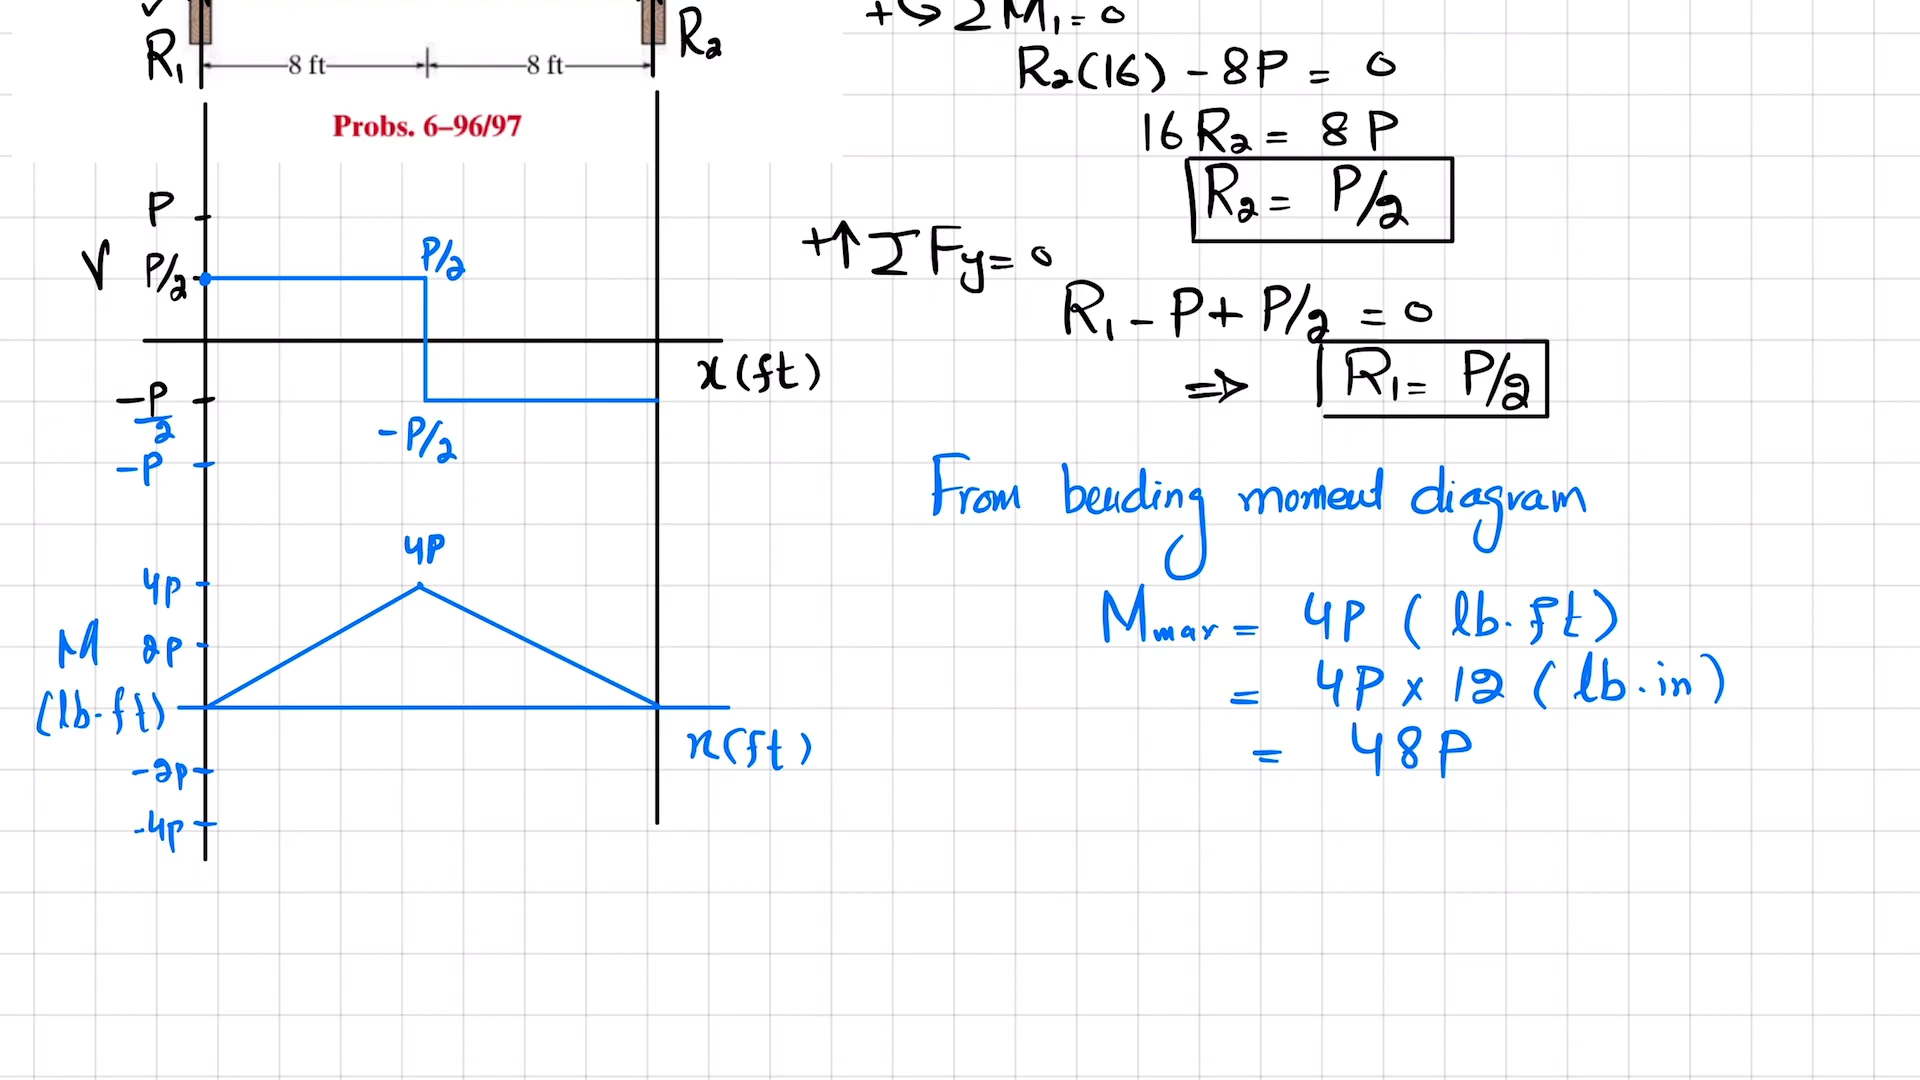 +↷ ΣM₁ = 0
R₁
8 ft
8 ft
R₂
R₂(16) - 8P = 0
Probs. 6–96/97
16R₂ = 8P
R₂ = P/2
P
V
P/2
P/2
+↑ ΣFy = 0
R₁ - P + P/2 = 0
x(ft)
⇒ R₁ = P/2
-P/2
-P/2
-P
From bending moment diagram
4P
4P
Mmax = 4P (lb.ft)
M
2P
= 4P x 12 (lb.in)
(lb-ft)
x(ft)
= 48P
-2P
-4P